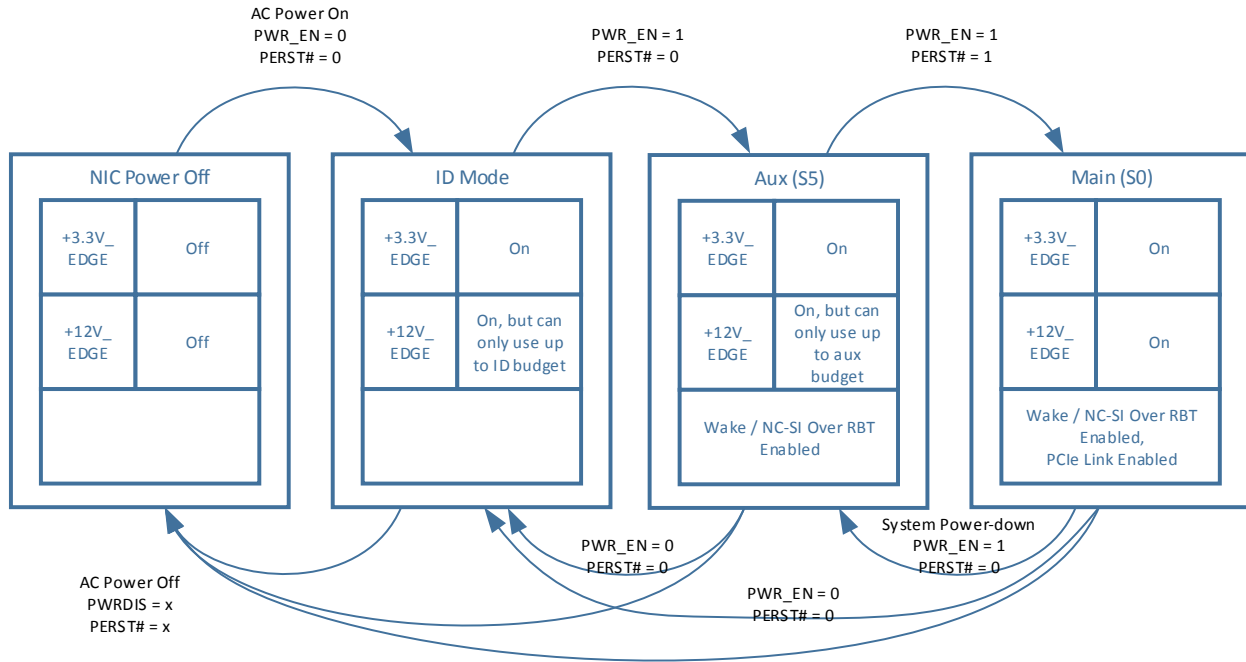 AC Power On
PWR_EN = 0
PERST# = 0
PWR_EN = 1
PERST# = 0
PWR_EN = 1
PERST# = 1
NIC Power Off
+3.3V_
EDGE
Off
+12V_
EDGE
Off
ID Mode
+3.3V_
EDGE
On
+12V_
EDGE
On, but can
only use up
to ID budget
Aux (S5)
+3.3V_
EDGE
On
+12V_
EDGE
On, but can
only use up
to aux
budget
Wake / NC-SI Over RBT
Enabled
Main (S0)
+3.3V_
EDGE
On
+12V_
EDGE
On
Wake / NC-SI Over RBT
Enabled,
PCIe Link Enabled
AC Power Off
PWRDIS = x
PERST# = x
PWR_EN = 0
PERST# = 0
System Power-down
PWR_EN = 1
PERST# = 0
PWR_EN = 0
PERST# = 0